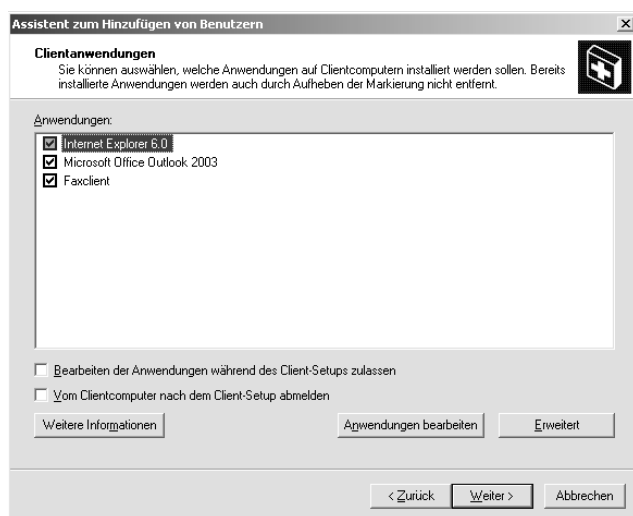 Assistent zum Hinzufügen von Benutzern
Clientanwendungen
Sie können auswählen, welche Anwendungen auf Clientcomputern installiert werden sollen. Bereits
installierte Anwendungen werden auch durch Aufheben der Markierung nicht entfernt.
Anwendungen:
Internet Explorer 6.0
Microsoft Office Outlook 2003
Faxclient
Bearbeiten der Anwendungen während des Client-Setups zulassen
Vom Clientcomputer nach dem Client-Setup abmelden
Weitere Informationen
Anwendungen bearbeiten
Erweitert
< Zurück
Weiter >
Abbrechen